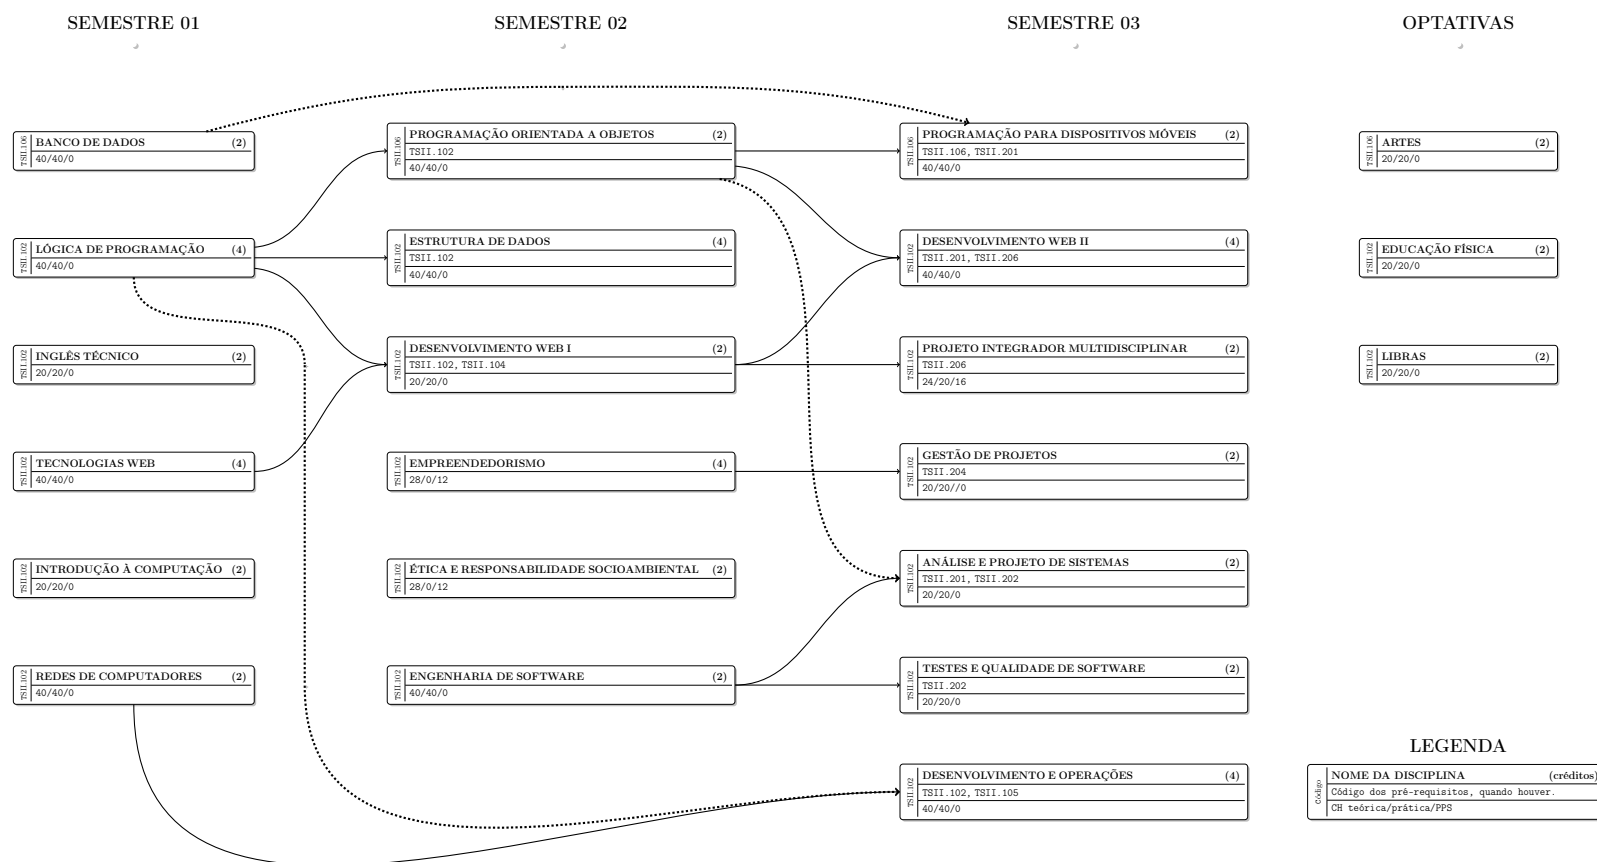 SEMESTRE 01
TSII.106
BANCO DE DADOS (2)
40/40/0
TSII.102
LÓGICA DE PROGRAMAÇÃO (4)
40/40/0
TSII.102
INGLÊS TÉCNICO (2)
20/20/0
TSII.102
TECNOLOGIAS WEB (4)
40/40/0
TSII.102
INTRODUÇÃO À COMPUTAÇÃO (2)
20/20/0
TSII.102
REDES DE COMPUTADORES (2)
40/40/0
SEMESTRE 02
TSII.106
PROGRAMAÇÃO ORIENTADA A OBJETOS (2)
TSII.102
40/40/0
TSII.102
ESTRUTURA DE DADOS (4)
TSII.102
40/40/0
TSII.102
DESENVOLVIMENTO WEB I (2)
TSII.102, TSII.104
20/20/0
TSII.102
EMPREENDEDORISMO (4)
28/0/12
TSII.102
ÉTICA E RESPONSABILIDADE SOCIOAMBIENTAL (2)
28/0/12
TSII.102
ENGENHARIA DE SOFTWARE (2)
40/40/0
SEMESTRE 03
TSII.106
PROGRAMAÇÃO PARA DISPOSITIVOS MÓVEIS (2)
TSII.106, TSII.201
40/40/0
TSII.102
DESENVOLVIMENTO WEB II (4)
TSII.201, TSII.206
40/40/0
TSII.102
PROJETO INTEGRADOR MULTIDISCIPLINAR (2)
TSII.206
24/20/16
TSII.102
GESTÃO DE PROJETOS (2)
TSII.204
20/20//0
TSII.102
ANÁLISE E PROJETO DE SISTEMAS (2)
TSII.201, TSII.202
20/20/0
TSII.102
TESTES E QUALIDADE DE SOFTWARE (2)
TSII.202
20/20/0
TSII.102
DESENVOLVIMENTO E OPERAÇÕES (4)
TSII.102, TSII.105
40/40/0
OPTATIVAS
TSII.106
ARTES (2)
20/20/0
TSII.102
EDUCAÇÃO FÍSICA (2)
20/20/0
TSII.102
LIBRAS (2)
20/20/0
LEGENDA
Código
NOME DA DISCIPLINA (créditos)
Código dos pré-requisitos, quando houver.
CH teórica/prática/PPS